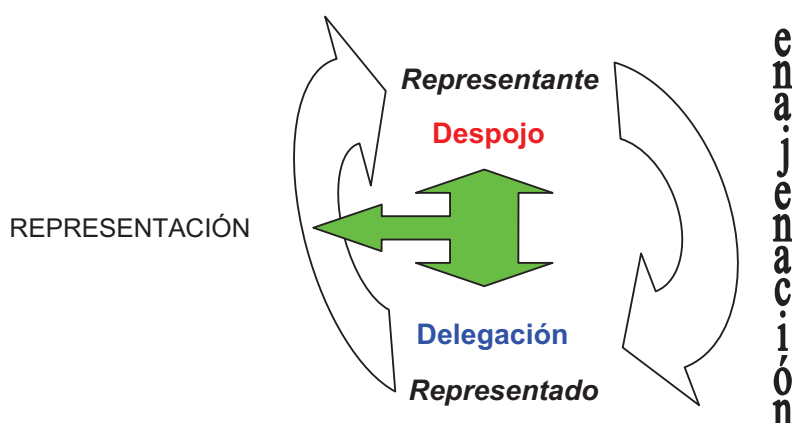 Representante
Despojo
REPRESENTACIÓN
Delegación
Representado
enajenación